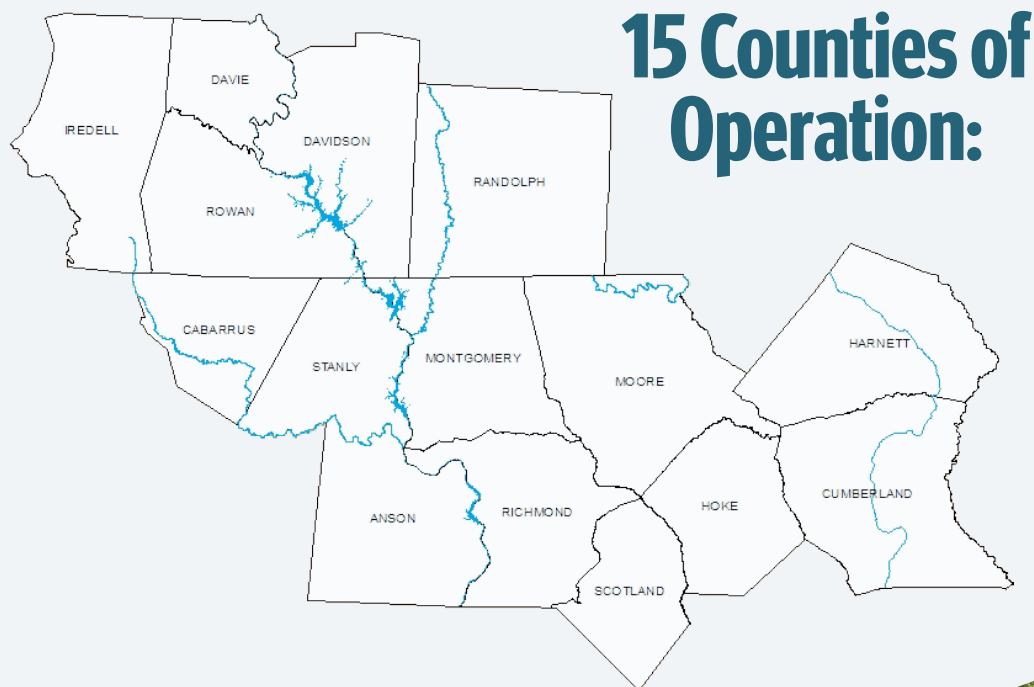 15 Counties of
Operation:
DAVIE
IREDELL
DAVIDSON
RANDOLPH
ROWAN
CABARRUS
STANLY
MONTGOMERY
MOORE
HARNETT
ANSON
RICHMOND
HOKE
CUMBERLAND
SCOTLAND